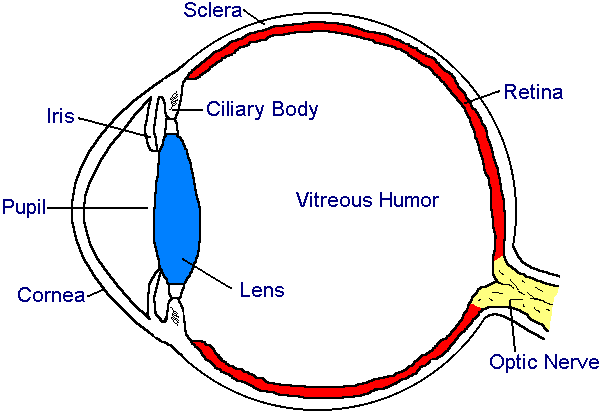 Sclera
Retina
Ciliary Body
Iris
Vitreous Humor
Pupil
Lens
Cornea
Optic Nerve